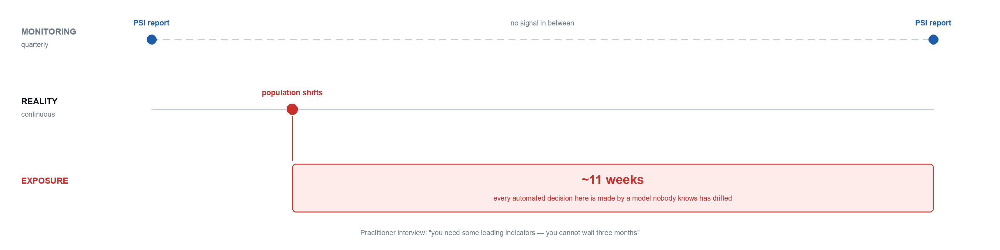 PSI report
no signal in between
PSI report
MONITORING
quarterly
population shifts
REALITY
continuous
~11 weeks
EXPOSURE
every automated decision here is made by a model nobody knows has drifted
Practitioner interview: "you need some leading indicators — you cannot wait three months"